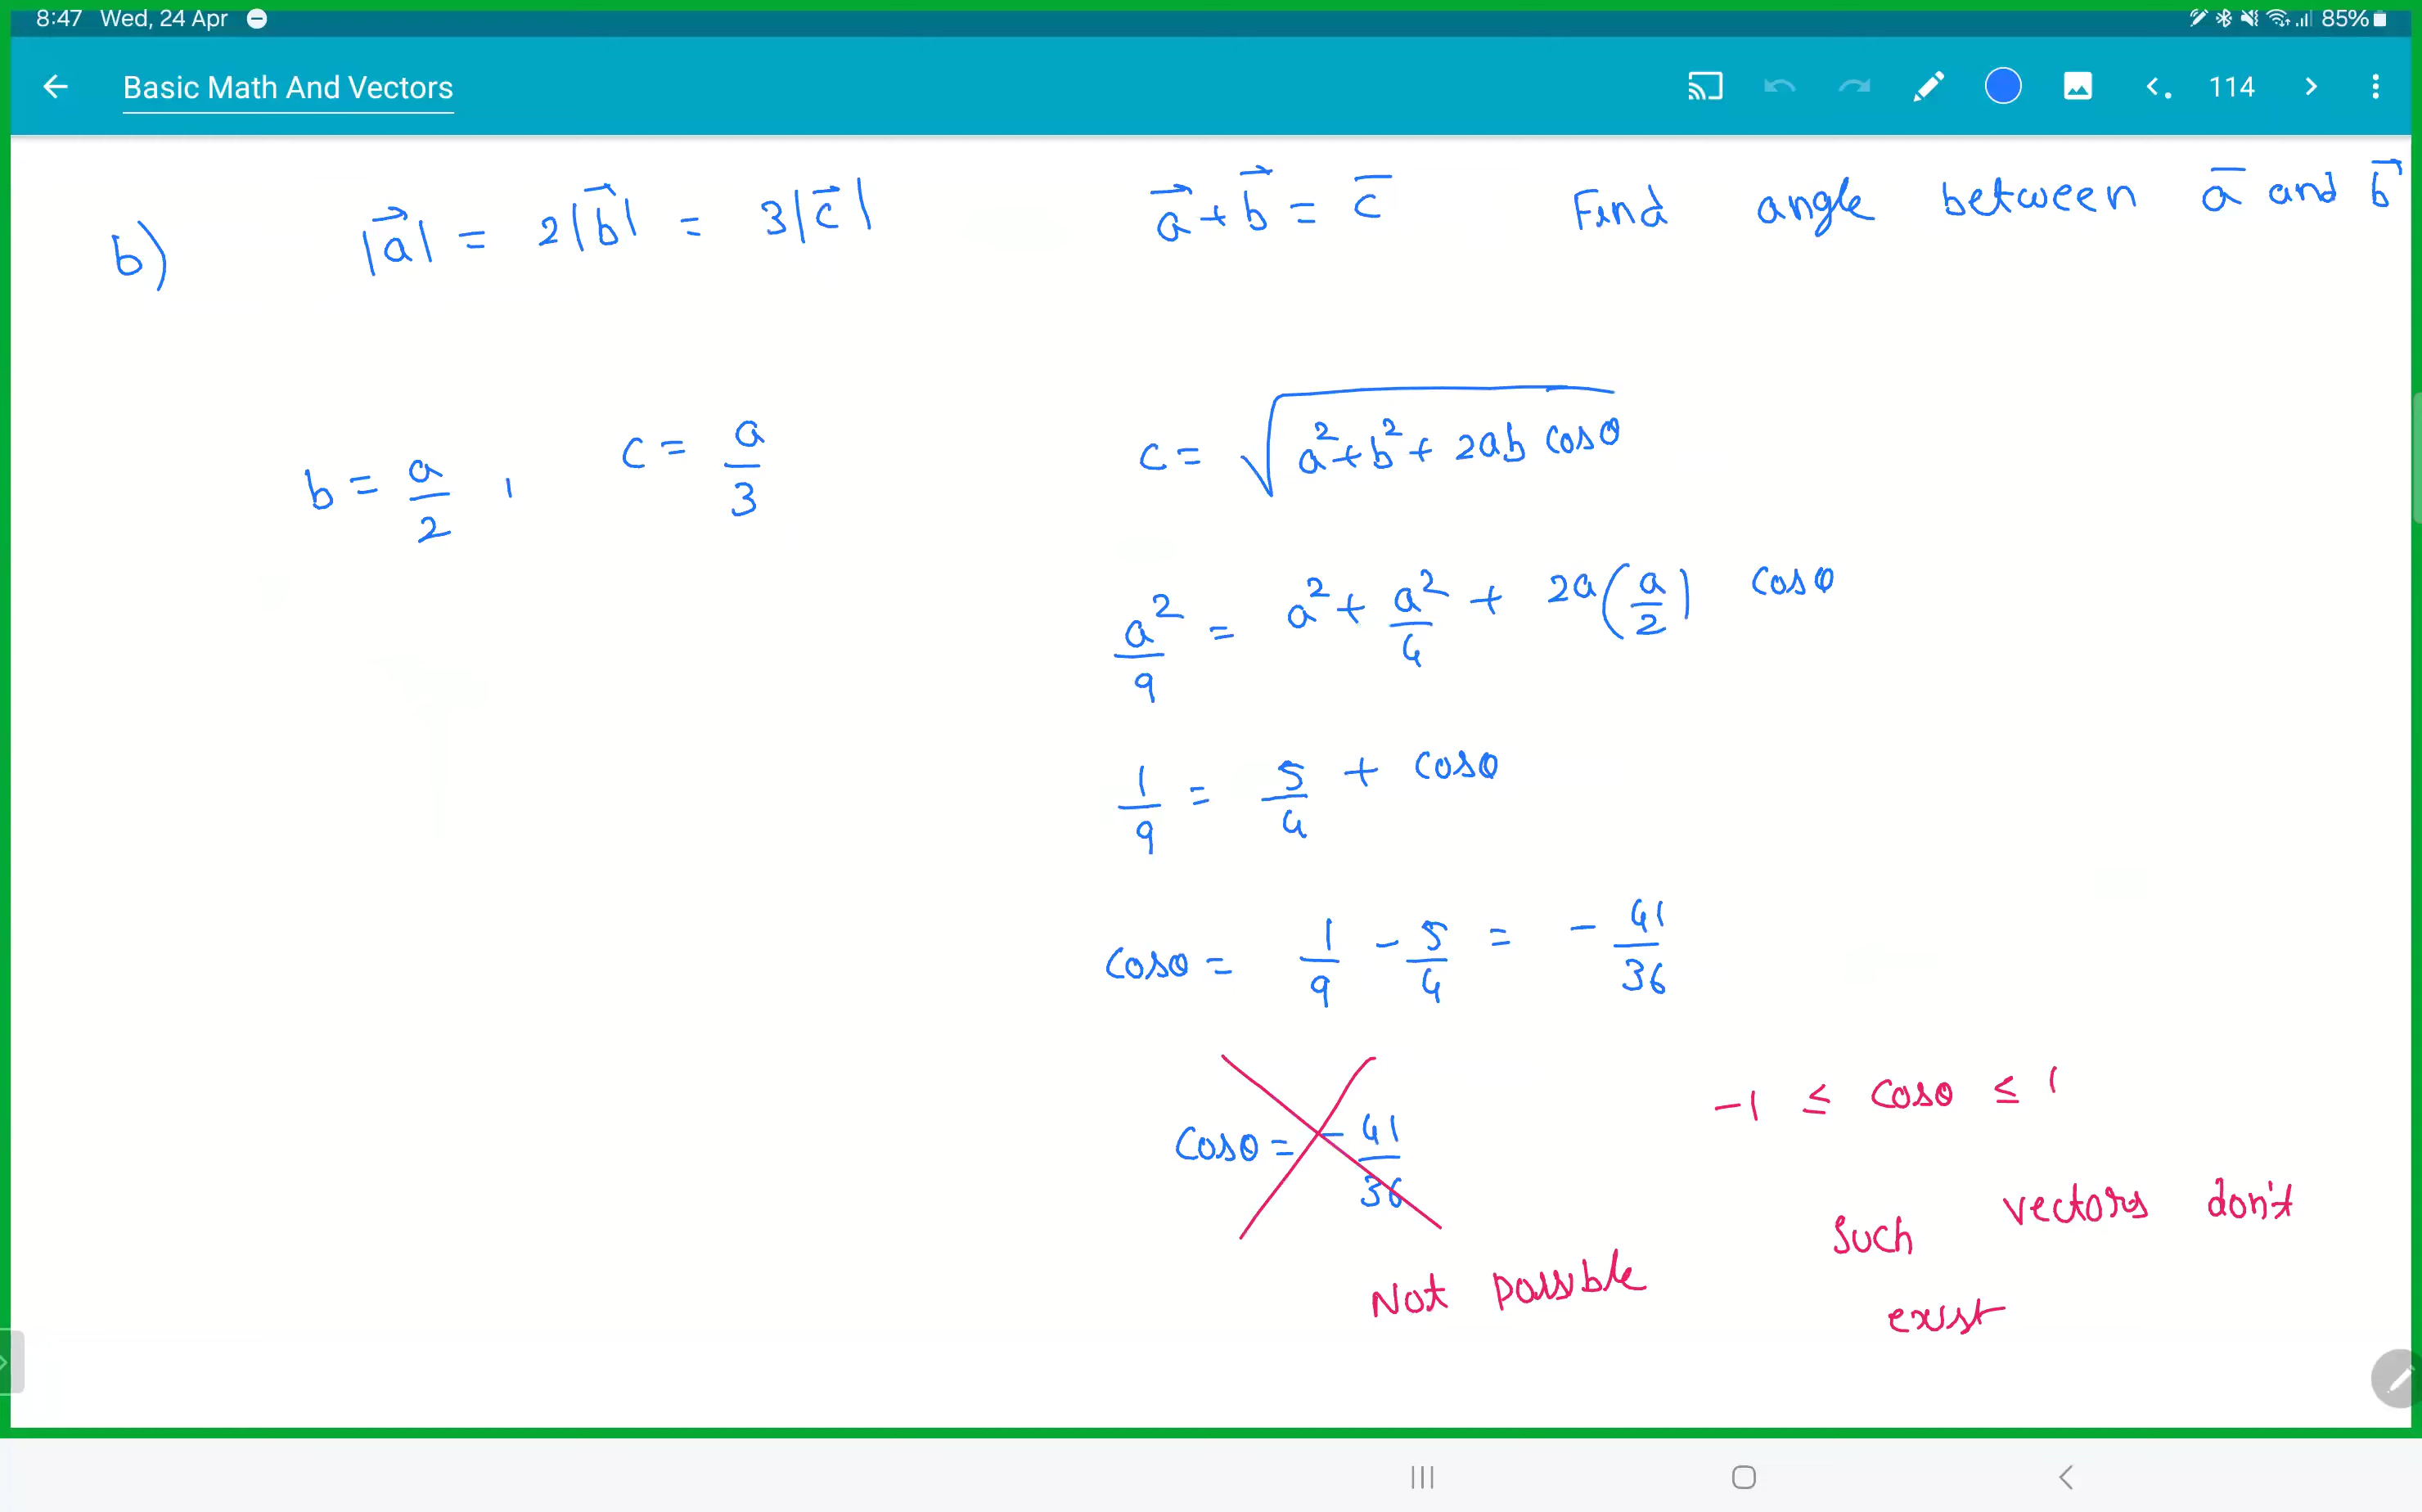 8:47 Wed, 24 Apr 85%
Basic Math And Vectors 114
b) |a⃗| = 2|b⃗| = 3|c⃗| a⃗ + b⃗ = c̅ Find angle between a̅ and b⃗
b = a/2 , c = a/3 c = √(a² + b² + 2ab cosθ)
a²/9 = a² + a²/4 + 2a(a/2) cosθ
1/9 = 5/4 + cosθ
cosθ = 1/9 − 5/4 = − 41/36
cosθ = − 41/36 −1 ≤ cosθ ≤ 1
Not possible Such vectors don't
exist